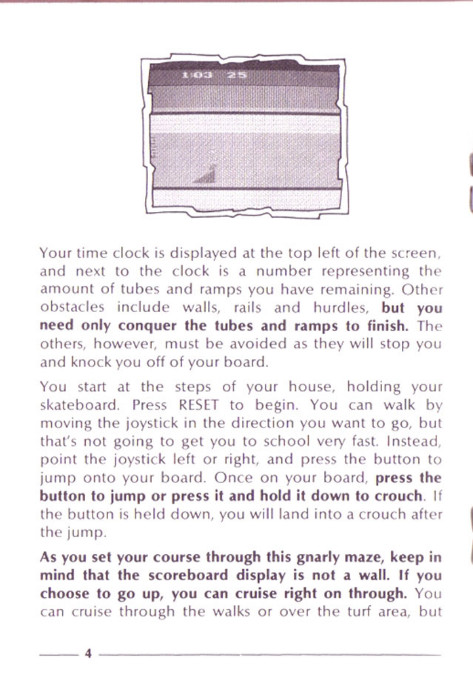 1:03 25
Your time clock is displayed at the top left of the screen,
and next to the clock is a number representing the
amount of tubes and ramps you have remaining. Other
obstacles include walls, rails and hurdles, but you
need only conquer the tubes and ramps to finish. The
others, however, must be avoided as they will stop you
and knock you off of your board.
You start at the steps of your house, holding your
skateboard. Press RESET to begin. You can walk by
moving the joystick in the direction you want to go, but
that's not going to get you to school very fast. Instead,
point the joystick left or right, and press the button to
jump onto your board. Once on your board, press the
button to jump or press it and hold it down to crouch. If
the button is held down, you will land into a crouch after
the jump.
As you set your course through this gnarly maze, keep in
mind that the scoreboard display is not a wall. If you
choose to go up, you can cruise right on through. You
can cruise through the walks or over the turf area, but
4